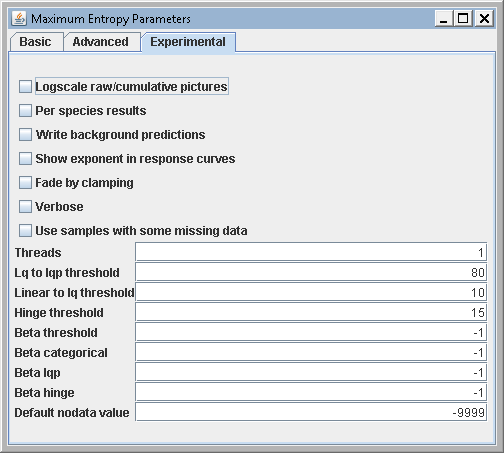 Maximum Entropy Parameters
Basic Advanced Experimental
Logscale raw/cumulative pictures
Per species results
Write background predictions
Show exponent in response curves
Fade by clamping
Verbose
Use samples with some missing data
Threads 1
Lq to lqp threshold 80
Linear to lq threshold 10
Hinge threshold 15
Beta threshold -1
Beta categorical -1
Beta lqp -1
Beta hinge -1
Default nodata value -9999